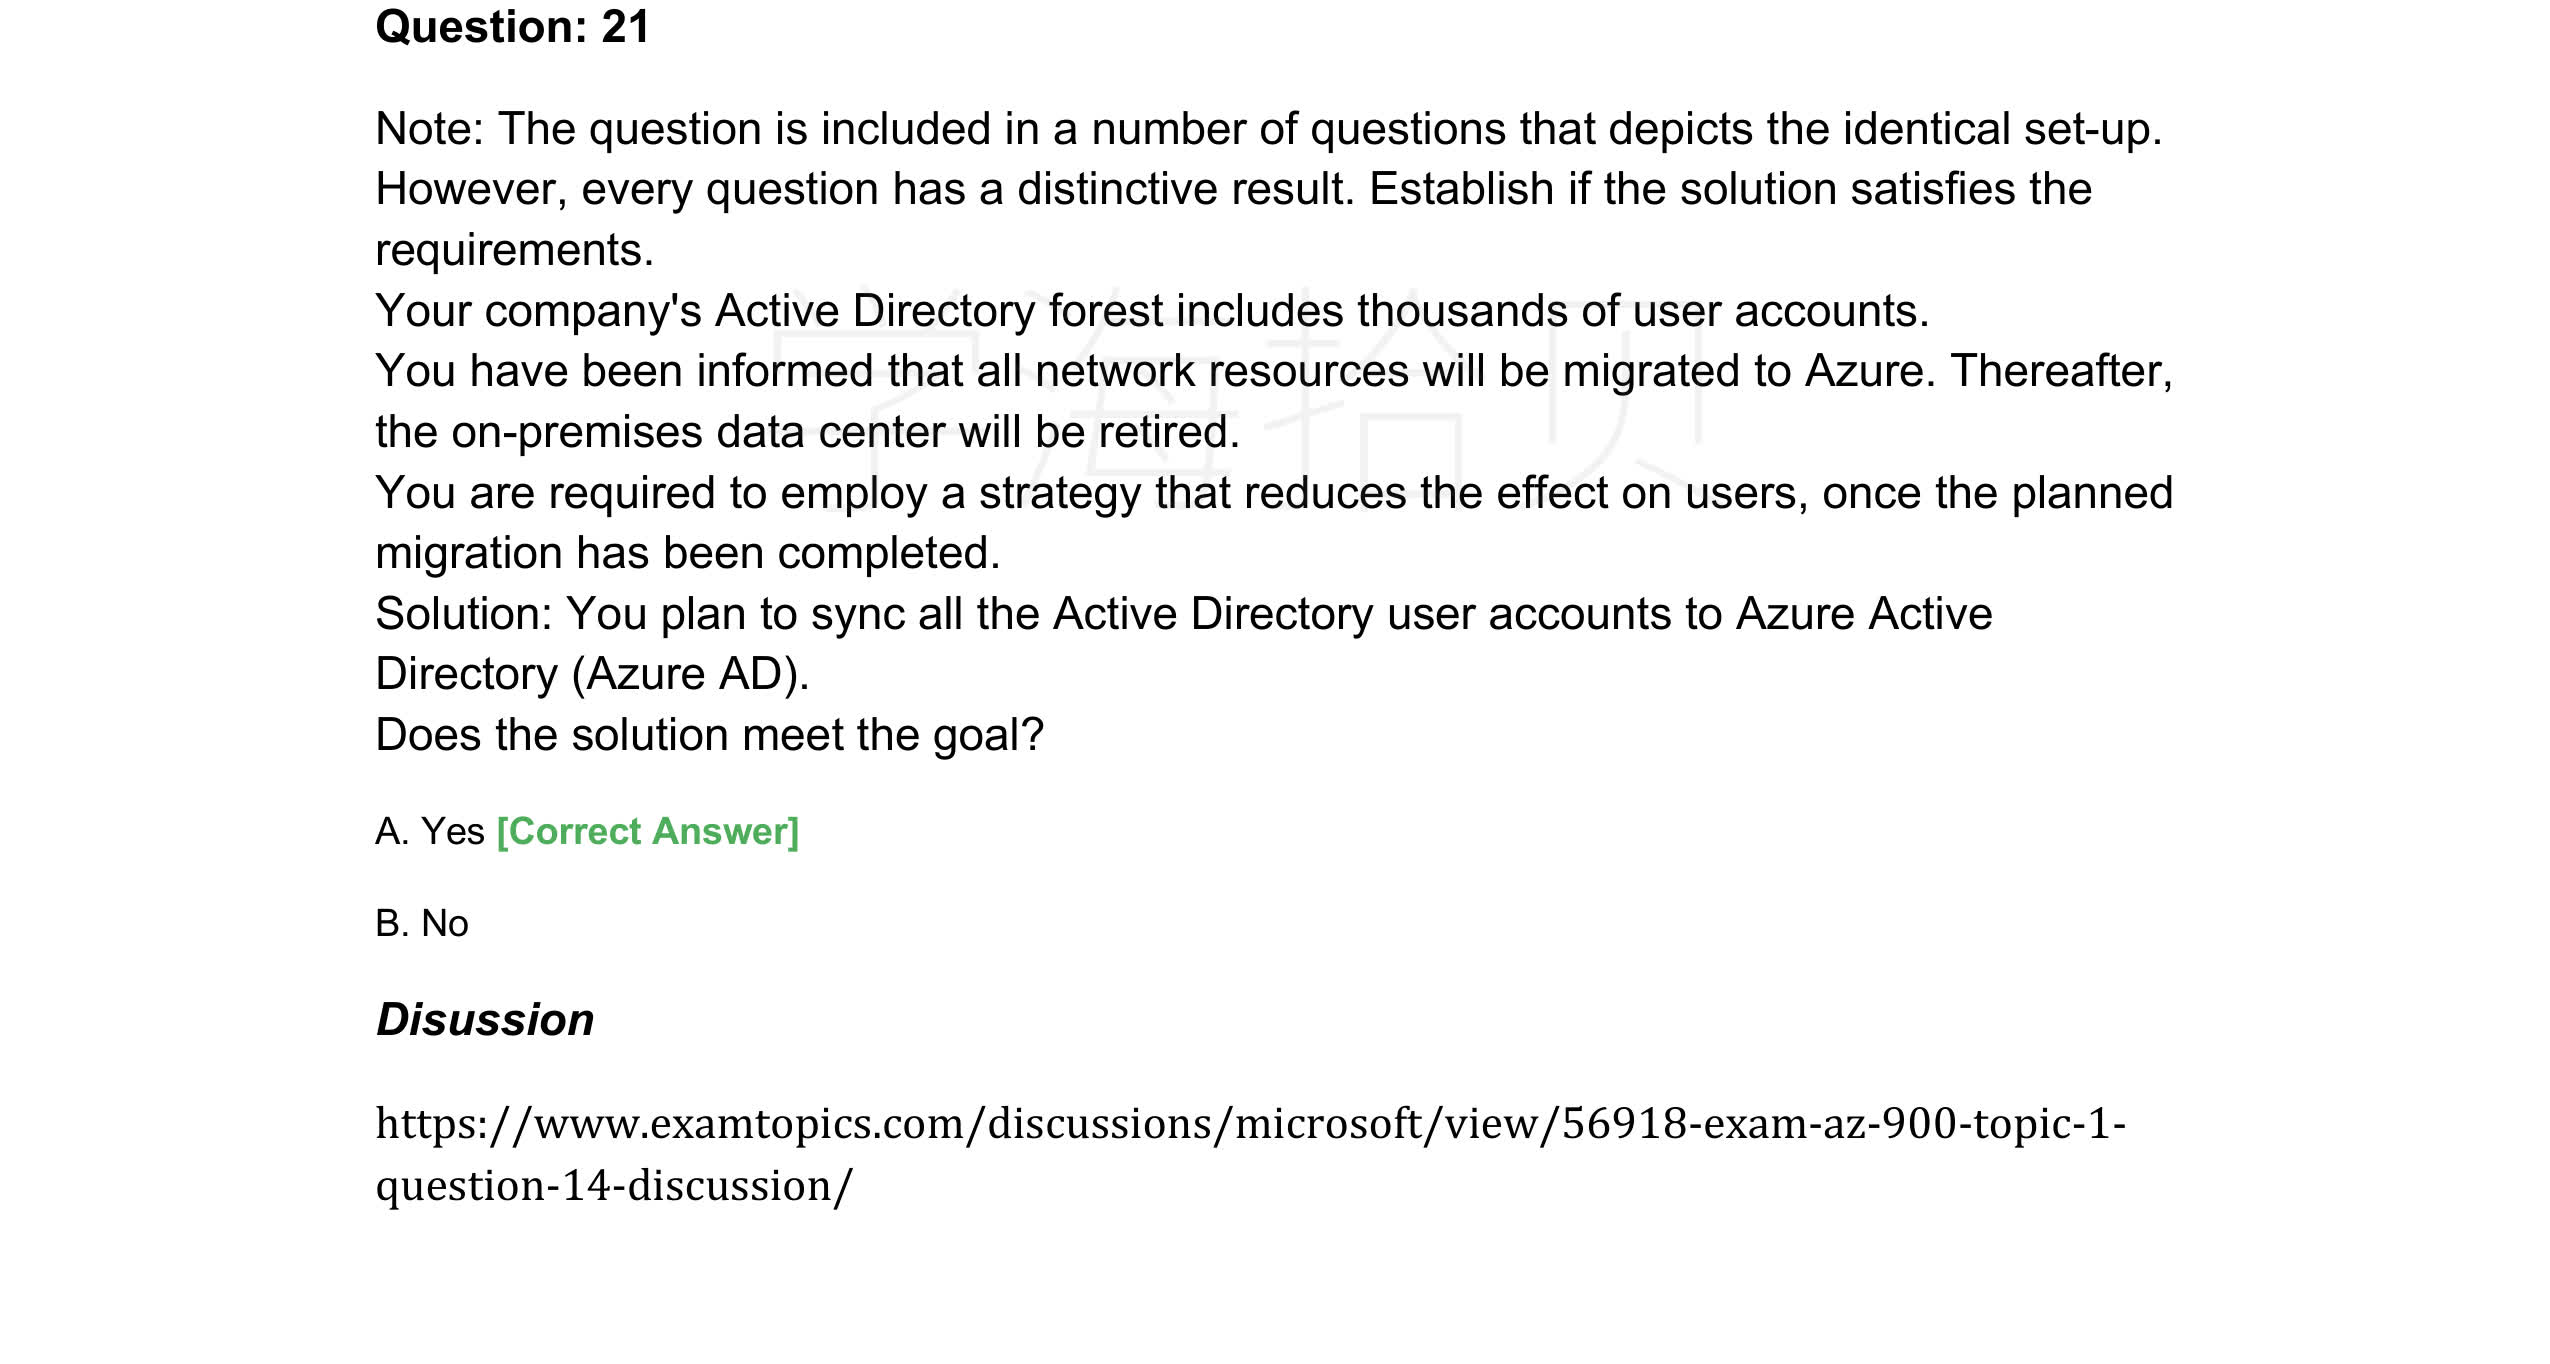 Question: 21
Note: The question is included in a number of questions that depicts the identical set-up.
However, every question has a distinctive result. Establish if the solution satisfies the
requirements.
Your company's Active Directory forest includes thousands of user accounts.
学海拾贝
You have been informed that all network resources will be migrated to Azure. Thereafter,
the on-premises data center will be retired.
You are required to employ a strategy that reduces the effect on users, once the planned
migration has been completed.
Solution: You plan to sync all the Active Directory user accounts to Azure Active
Directory (Azure AD).
Does the solution meet the goal?
A. Yes [Correct Answer]
B. No
Disussion
https://www.examtopics.com/discussions/microsoft/view/56918-exam-az-900-topic-1-
question-14-discussion/